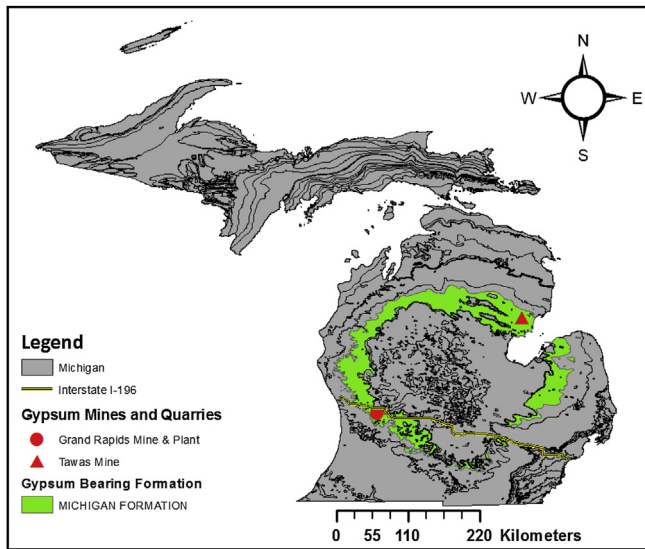 N
W
E
S
Legend
Michigan
Interstate I-196
Gypsum Mines and Quarries
Grand Rapids Mine & Plant
Tawas Mine
Gypsum Bearing Formation
MICHIGAN FORMATION
0 55 110 220 Kilometers